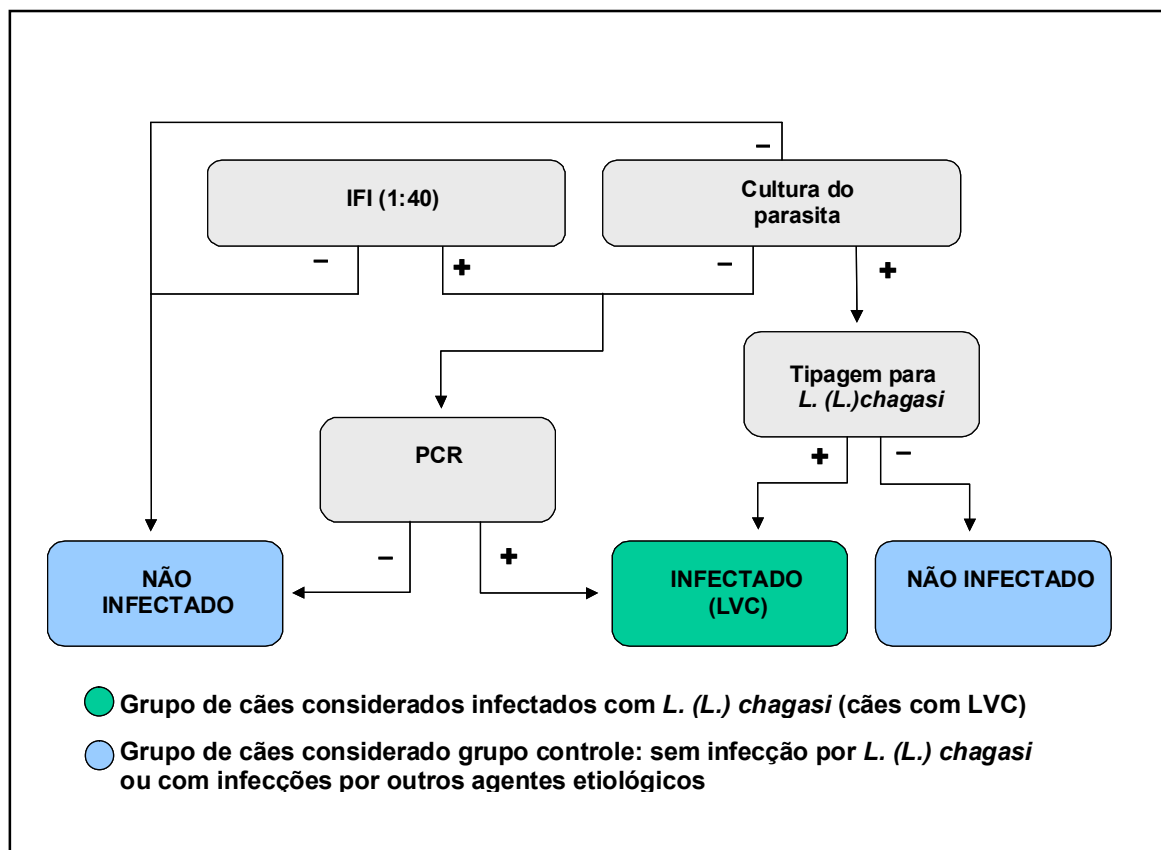 −
IFI (1:40)
Cultura do
parasita
−
+
−
+
Tipagem para
L. (L.)chagasi
PCR
+
−
−
+
NÃO
INFECTADO
INFECTADO
(LVC)
NÃO INFECTADO
Grupo de cães considerados infectados com L. (L.) chagasi (cães com LVC)
Grupo de cães considerado grupo controle: sem infecção por L. (L.) chagasi
ou com infecções por outros agentes etiológicos